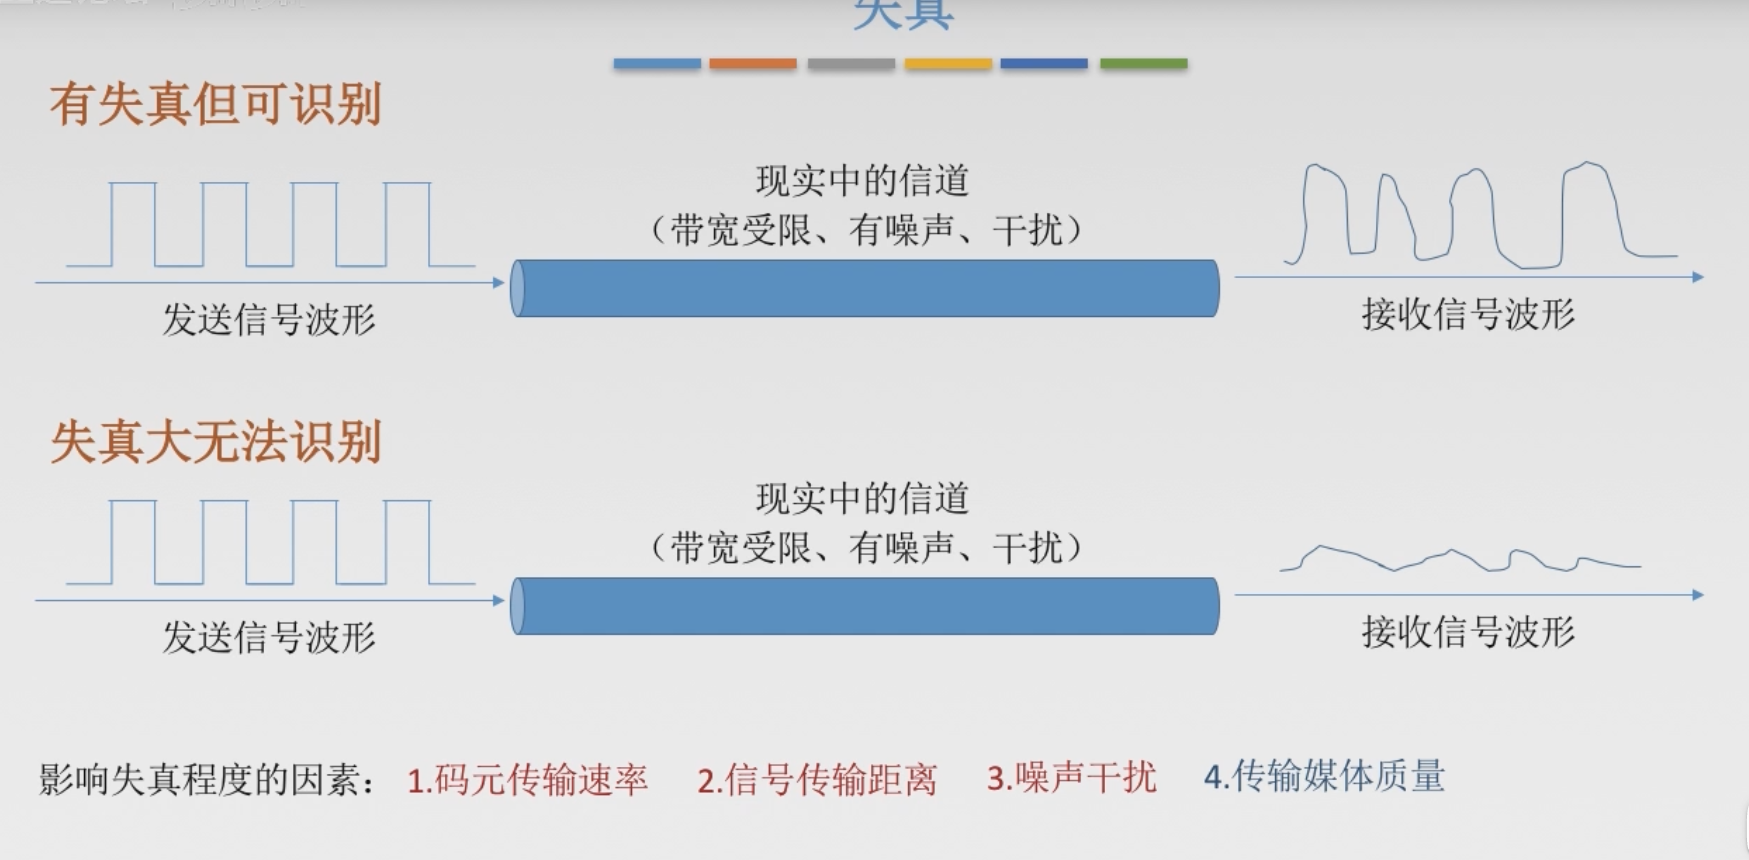 失真
有失真但可识别
现实中的信道
（带宽受限、有噪声、干扰）
发送信号波形
接收信号波形
失真大无法识别
现实中的信道
（带宽受限、有噪声、干扰）
发送信号波形
接收信号波形
影响失真程度的因素： 1.码元传输速率 2.信号传输距离 3.噪声干扰 4.传输媒体质量